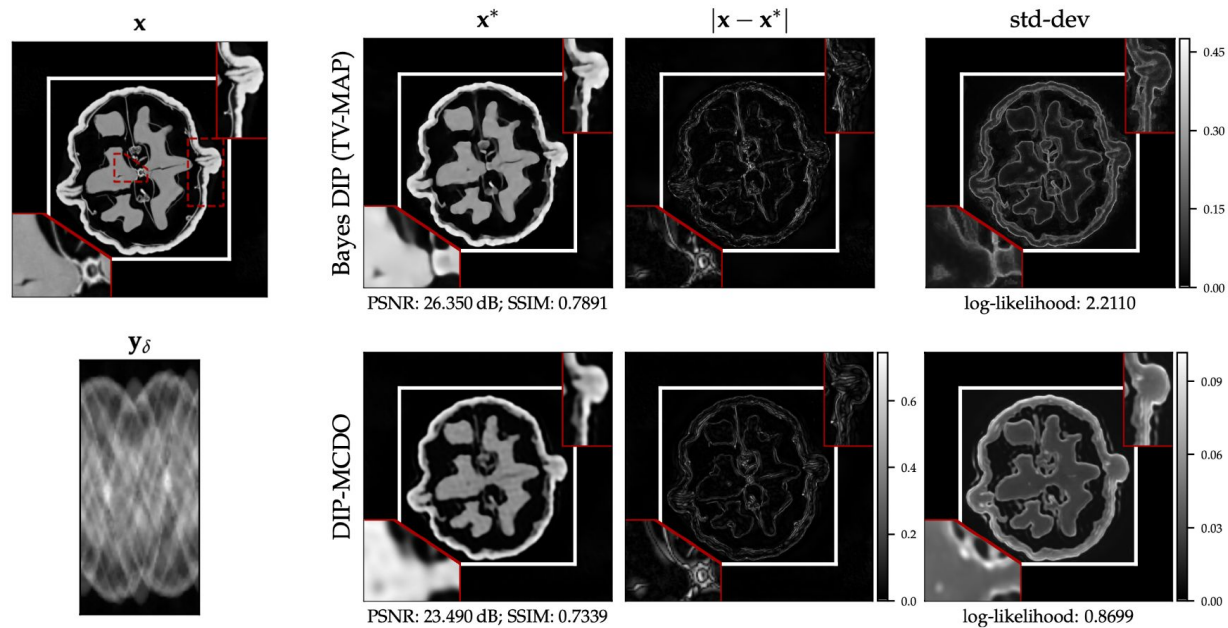 x
x*
|x − x*|
std-dev
Bayes DIP (TV-MAP)
0.45
0.30
0.15
0.00
PSNR: 26.350 dB; SSIM: 0.7891
log-likelihood: 2.2110
y_δ
DIP-MCDO
0.6
0.4
0.2
0.0
0.09
0.06
0.03
0.00
PSNR: 23.490 dB; SSIM: 0.7339
log-likelihood: 0.8699